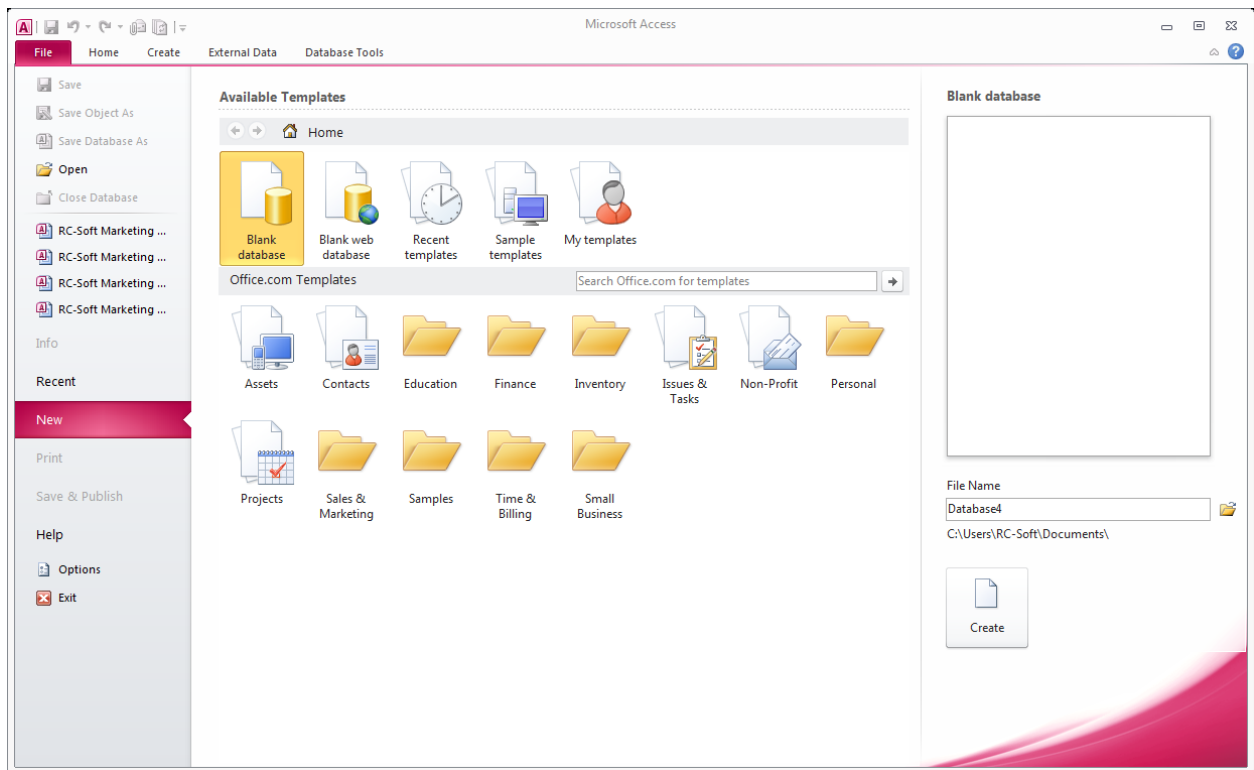 Microsoft Access
File Home Create External Data Database Tools
Save
Save Object As
Save Database As
Open
Close Database
RC-Soft Marketing ...
RC-Soft Marketing ...
RC-Soft Marketing ...
RC-Soft Marketing ...
Info
Recent
New
Print
Save & Publish
Help
Options
Exit
Available Templates
Home
Blank database
Blank web database
Recent templates
Sample templates
My templates
Office.com Templates
Search Office.com for templates
Assets
Contacts
Education
Finance
Inventory
Issues & Tasks
Non-Profit
Personal
Projects
Sales & Marketing
Samples
Time & Billing
Small Business
Blank database
File Name
Database4
C:\Users\RC-Soft\Documents\
Create